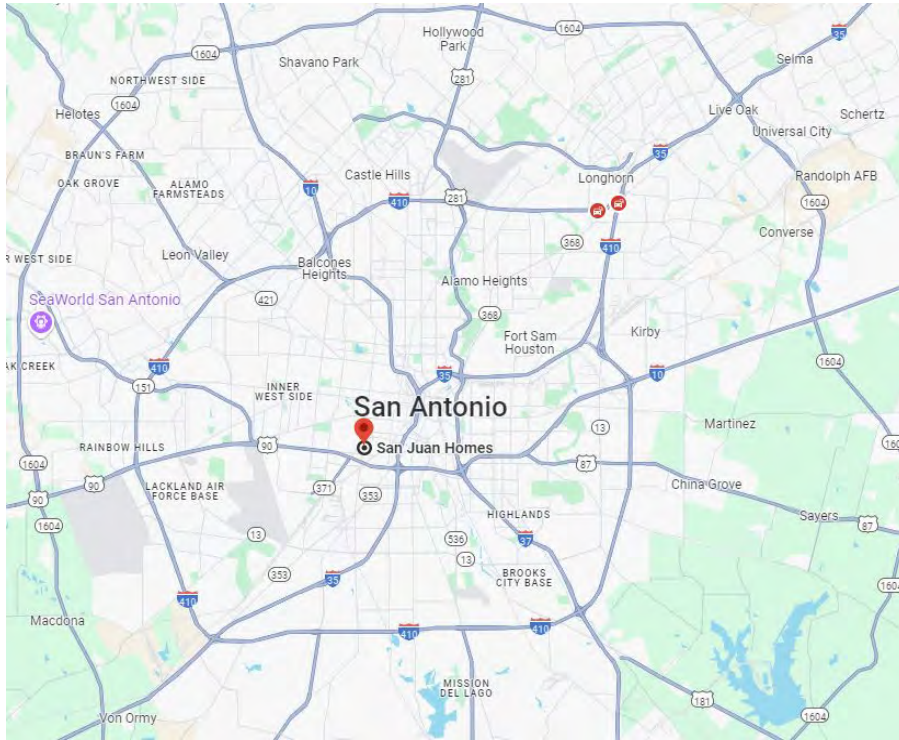 Hollywood
Park
35
1604
1604
Shavano Park
Selma
NORTHWEST SIDE
281
1604
Live Oak
Schertz
Helotes
Universal City
BRAUN'S FARM
35
OAK GROVE
ALAMO
FARMSTEADS
10
Castle Hills
Longhorn
Randolph AFB
410
281
1604
R WEST SIDE
Leon Valley
368
410
Converse
Balcones
Heights
Alamo Heights
SeaWorld San Antonio
421
368
Fort Sam
Houston
Kirby
1604
AK CREEK
410
151
35
10
INNER
WEST SIDE
San Antonio
13
Martinez
RAINBOW HILLS
90
San Juan Homes
1604
160
90
90
LACKLAND AIR
FORCE BASE
371
353
87
China Grove
HIGHLANDS
Sayers
87
1604
13
536
37
353
35
13
BROOKS
CITY BASE
1604
410
Macdona
410
410
MISSION
DEL LAGO
181
Von Ormy
1604